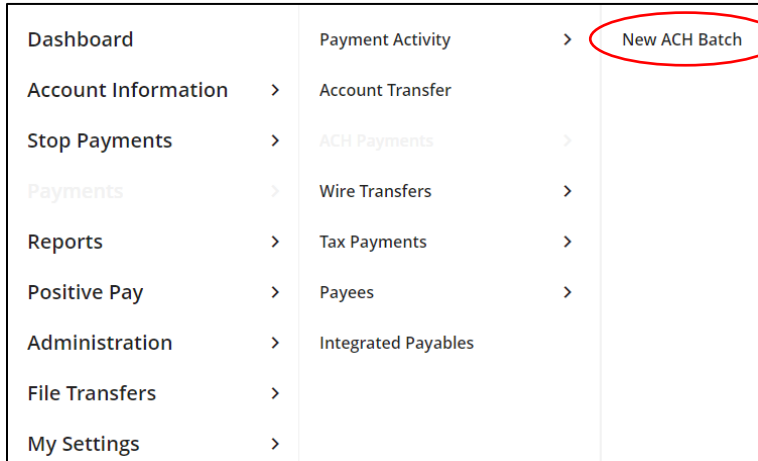 Dashboard
Account Information
Stop Payments
Payments
Reports
Positive Pay
Administration
File Transfers
My Settings
Payment Activity
Account Transfer
ACH Payments
Wire Transfers
Tax Payments
Payees
Integrated Payables
New ACH Batch